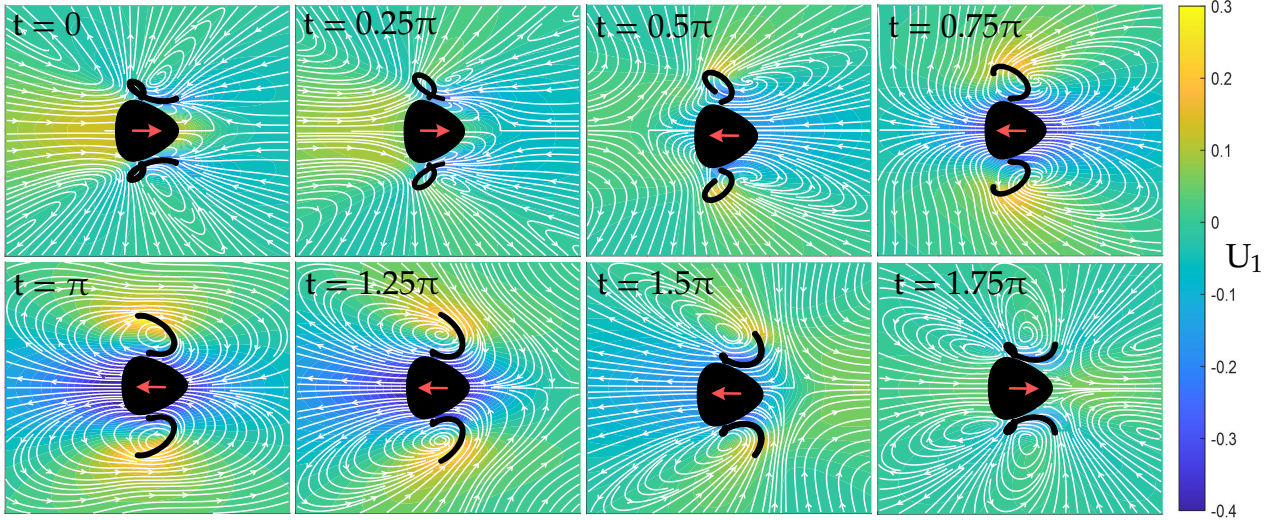 t = 0
t = 0.25π
t = 0.5π
t = 0.75π
t = π
t = 1.25π
t = 1.5π
t = 1.75π
0.3
0.2
0.1
0
-0.1
-0.2
-0.3
-0.4
U₁